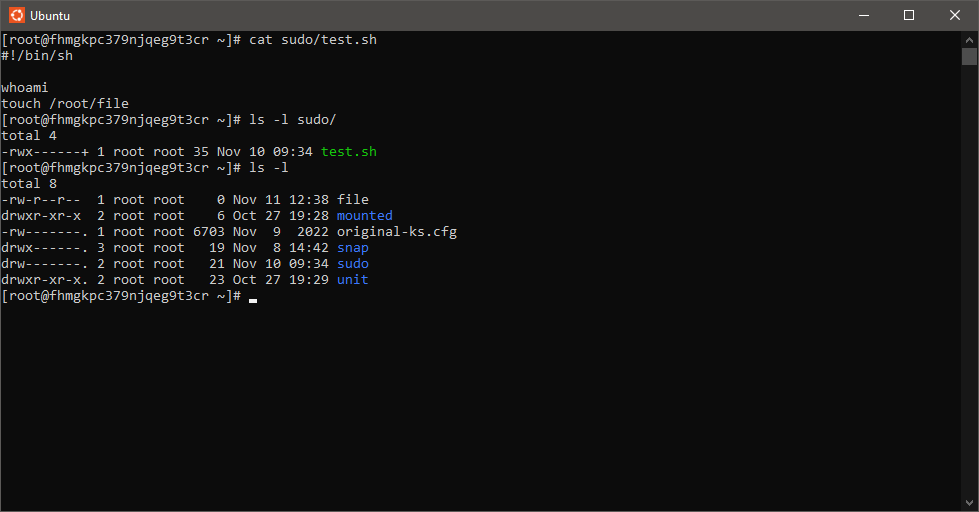 Ubuntu
[root@fhmgkpc379njqeg9t3cr ~]# cat sudo/test.sh
#!/bin/sh

whoami
touch /root/file
[root@fhmgkpc379njqeg9t3cr ~]# ls -l sudo/
total 4
-rwx------+ 1 root root 35 Nov 10 09:34 test.sh
[root@fhmgkpc379njqeg9t3cr ~]# ls -l
total 8
-rw-r--r--  1 root root    0 Nov 11 12:38 file
drwxr-xr-x  2 root root    6 Oct 27 19:28 mounted
-rw-------. 1 root root 6703 Nov  9  2022 original-ks.cfg
drwx------. 3 root root   19 Nov  8 14:42 snap
drw-------. 2 root root   21 Nov 10 09:34 sudo
drwxr-xr-x. 2 root root   23 Oct 27 19:29 unit
[root@fhmgkpc379njqeg9t3cr ~]#